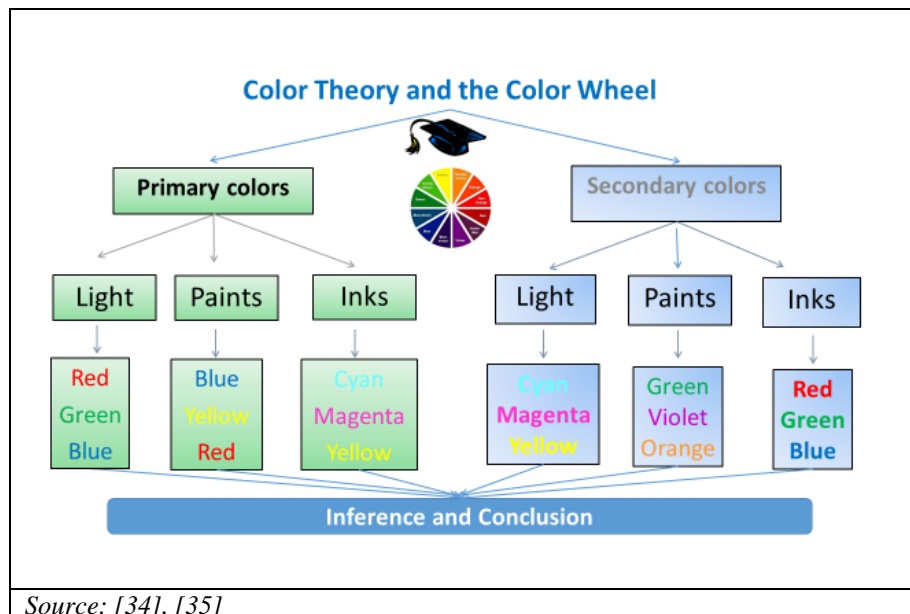 Color Theory and the Color Wheel
Primary colors
Secondary colors
Light
Paints
Inks
Light
Paints
Inks
Red
Green
Blue
Blue
Yellow
Red
Cyan
Magenta
Yellow
Cyan
Magenta
Yellow
Green
Violet
Orange
Red
Green
Blue
Inference and Conclusion
Source: [34], [35]